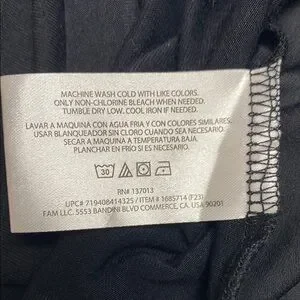 MACHINE WASH COLD WITH LIKE COLORS.
ONLY NON-CHLORINE BLEACH WHEN NEEDED.
TUMBLE DRY LOW. COOL IRON IF NEEDED.
LAVAR A MAQUINA CON AGUA FRIA Y CON COLORES SIMILARES.
USAR BLANQUEADOR SIN CLORO CUANDO SEA NECESARIO.
SECAR A MAQUINA A TEMPERATURA BAJA.
PLANCHAR EN FRIO SI ES NECESARIO.
30
RN# 137013
UPC# 719408414325 / ITEM # 1685714 (F23)
FAM LLC. 5553 BANDINI BLVD COMMERCE, CA. USA 90201